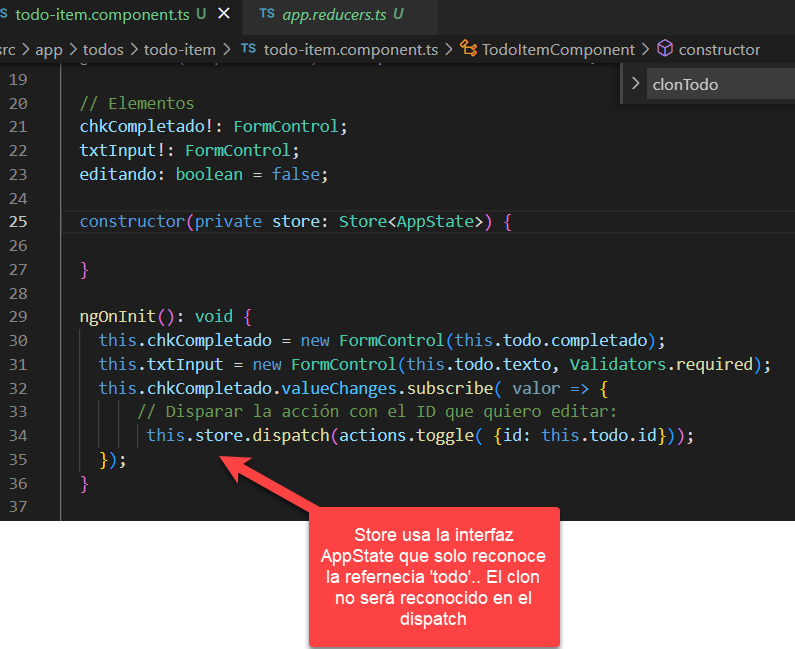 TS todo-item.component.ts U X TS app.reducers.ts U
src > app > todos > todo-item > TS todo-item.component.ts > TodoItemComponent > constructor
> clonTodo
19
20 // Elementos
21 chkCompletado!: FormControl;
22 txtInput!: FormControl;
23 editando: boolean = false;
24
25 constructor(private store: Store<AppState>) {
26
27 }
28
29 ngOnInit(): void {
30 this.chkCompletado = new FormControl(this.todo.completado);
31 this.txtInput = new FormControl(this.todo.texto, Validators.required);
32 this.chkCompletado.valueChanges.subscribe( valor => {
33 // Disparar la acción con el ID que quiero editar:
34 this.store.dispatch(actions.toggle( {id: this.todo.id}));
35 });
36 }
37
Store usa la interfaz
AppState que solo reconoce
la refernecia 'todo'.. El clon
no será reconocido en el
dispatch